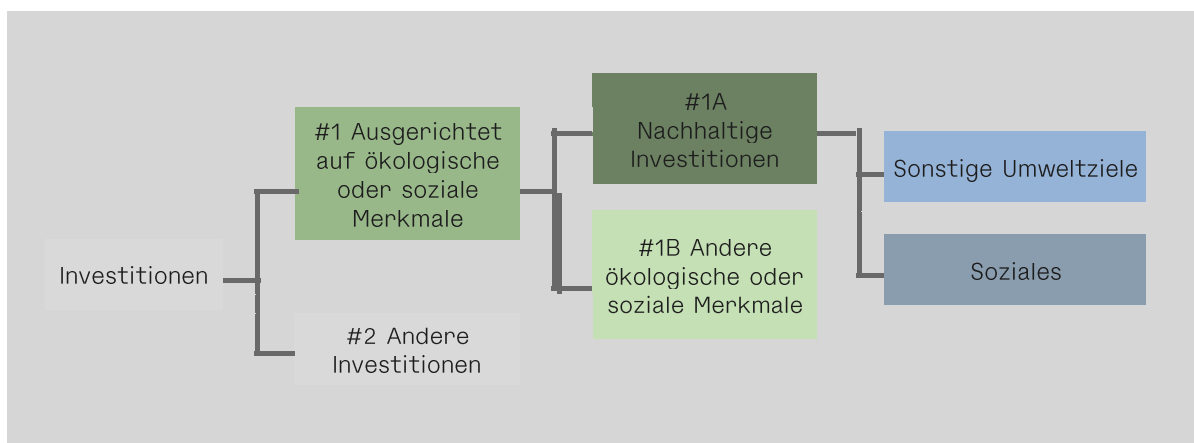 Investitionen
#1 Ausgerichtet
auf ökologische
oder soziale
Merkmale
#2 Andere
Investitionen
#1A
Nachhaltige
Investitionen
#1B Andere
ökologische oder
soziale Merkmale
Sonstige Umweltziele
Soziales